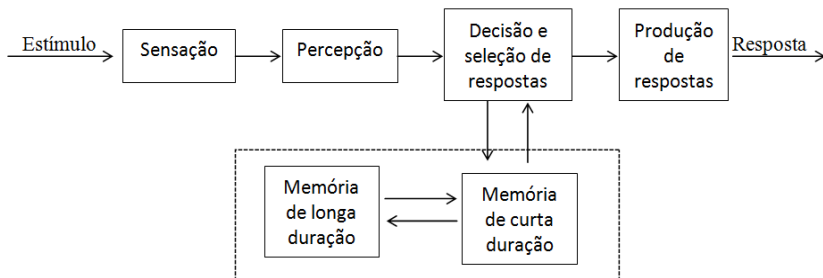 Estímulo
Sensação
Percepção
Decisão e
seleção de
respostas
Produção
de
respostas
Resposta
Memória
de longa
duração
Memória
de curta
duração